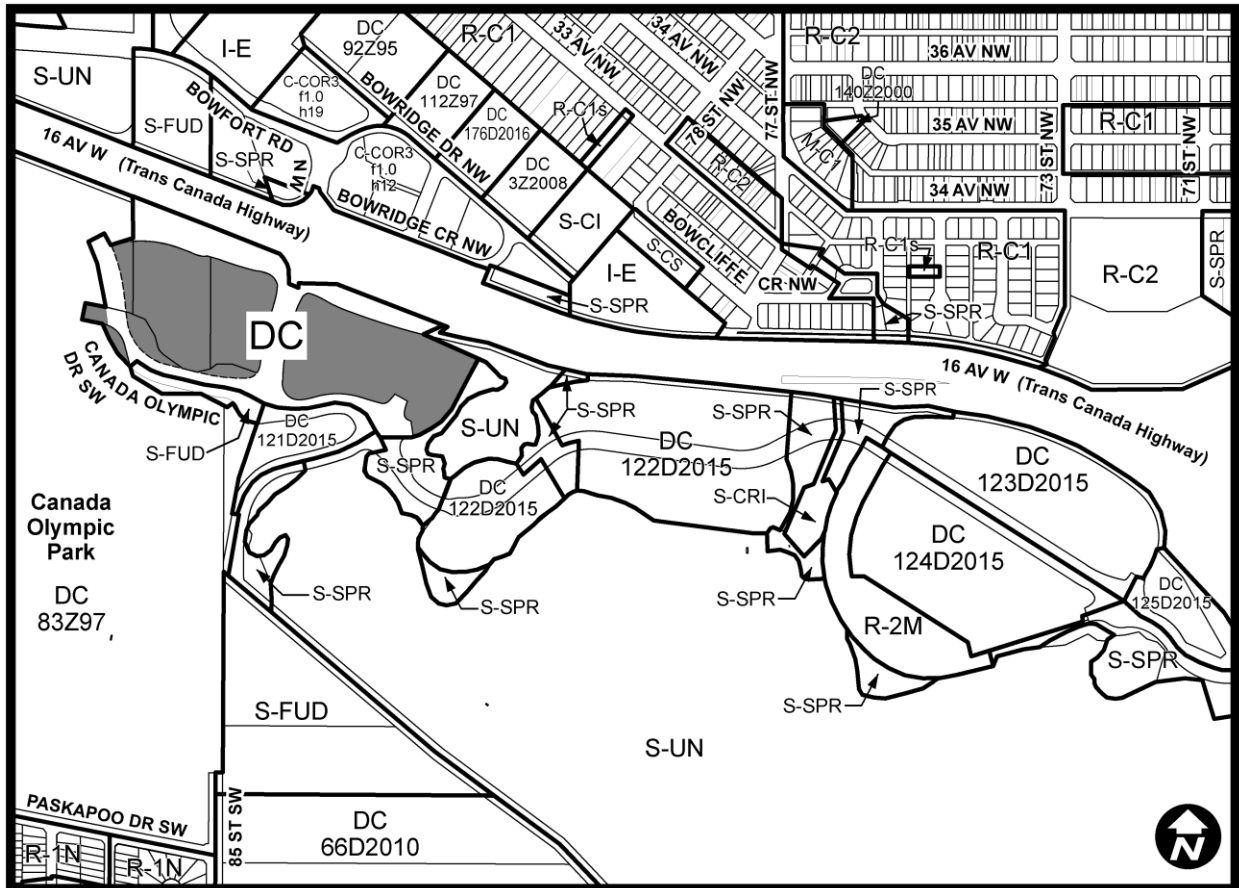 I-E
DC
92Z95
R-C1
33 AV NW
34 AV NW
R-C2
36 AV NW
S-UN
C-COR3
f1.0
h19
BOWRIDGE DR NW
DC
112Z97
R-C1s
77 ST NW
DC
140Z2000
BOWFORT RD
NW
S-FUD
DC
176D2016
78 ST NW
35 AV NW
R-C1
16 AV W (Trans Canada Highway)
S-SPR
C-COR3
f1.0
h12
DC
3Z2008
R-C2
M-C1
34 AV NW
73 ST NW
71 ST NW
BOWRIDGE CR NW
S-CI
BOWCLIFFE
CR NW
S-CS
I-E
R-C1s
R-C1
R-C2
S-SPR
S-SPR
S-SPR
DC
CANADA OLYMPIC
DR SW
16 AV W (Trans Canada Highway)
S-FUD
DC
121D2015
S-SPR
S-UN
S-SPR
DC
122D2015
DC
122D2015
S-SPR
S-SPR
S-CRI
DC
123D2015
DC
124D2015
DC
125D2015
Canada
Olympic
Park
DC
83Z97
S-SPR
S-SPR
S-SPR
R-2M
S-SPR
S-SPR
S-FUD
S-UN
PASKAPOO DR SW
R-1N
R-1N
85 ST SW
DC
66D2010
N